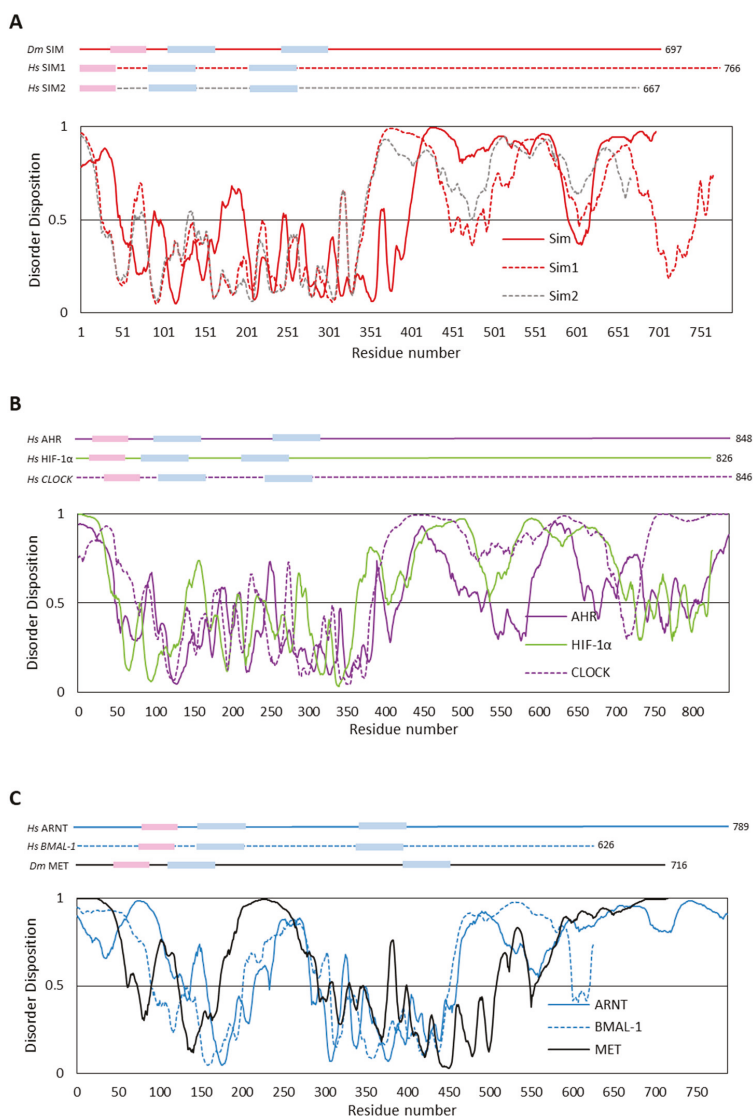 A
Dm SIM 697
Hs SIM1 766
Hs SIM2 667
Disorder Disposition
1
0.5
0
Sim
Sim1
Sim2
1 51 101 151 201 251 301 351 401 451 501 551 601 651 701 751
Residue number
B
Hs AHR 848
Hs HIF-1α 826
Hs CLOCK 846
Disorder Disposition
1
0.5
0
AHR
HIF-1α
CLOCK
0 50 100 150 200 250 300 350 400 450 500 550 600 650 700 750 800
Residue number
C
Hs ARNT 789
Hs BMAL-1 626
Dm MET 716
Disorder Disposition
1
0.5
0
ARNT
BMAL-1
MET
0 50 100 150 200 250 300 350 400 450 500 550 600 650 700 750
Residue number